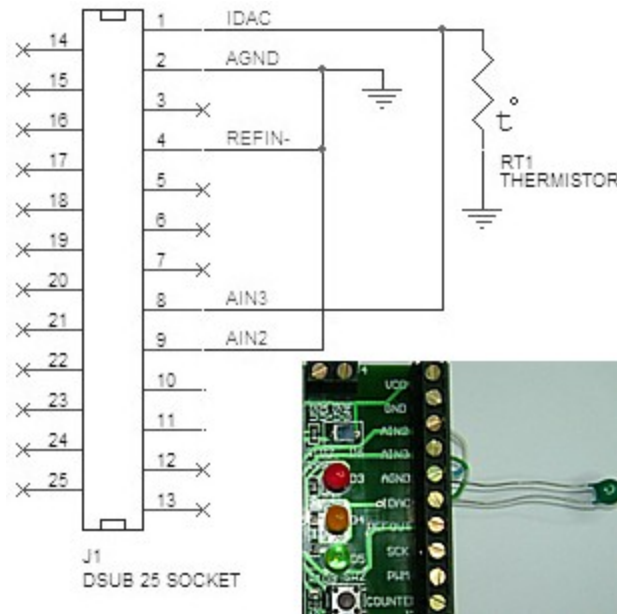 1 IDAC
14
2 AGND
15
3
16
4 REFIN-
17
5
18
6
19
7
20
8 AIN3
21
9 AIN2
22
10
23
11
24
12
25
13
t°
RT1
THERMISTOR
J1
DSUB 25 SOCKET
VCC
GND
AIN2
AIN3
D3
AGND
IDAC
D4
REFOUT
D5
SCK
PWM
COUNTE